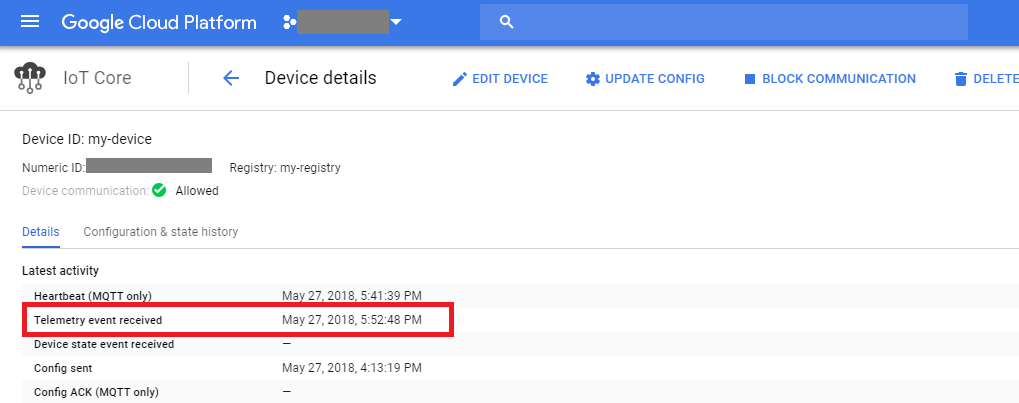 Google Cloud Platform
IoT Core Device details EDIT DEVICE UPDATE CONFIG BLOCK COMMUNICATION DELETE
Device ID: my-device
Numeric ID: Registry: my-registry
Device communication: Allowed
Details Configuration & state history
Latest activity
Heartbeat (MQTT only) May 27, 2018, 5:41:39 PM
Telemetry event received May 27, 2018, 5:52:48 PM
Device state event received —
Config sent May 27, 2018, 4:13:19 PM
Config ACK (MQTT only) —